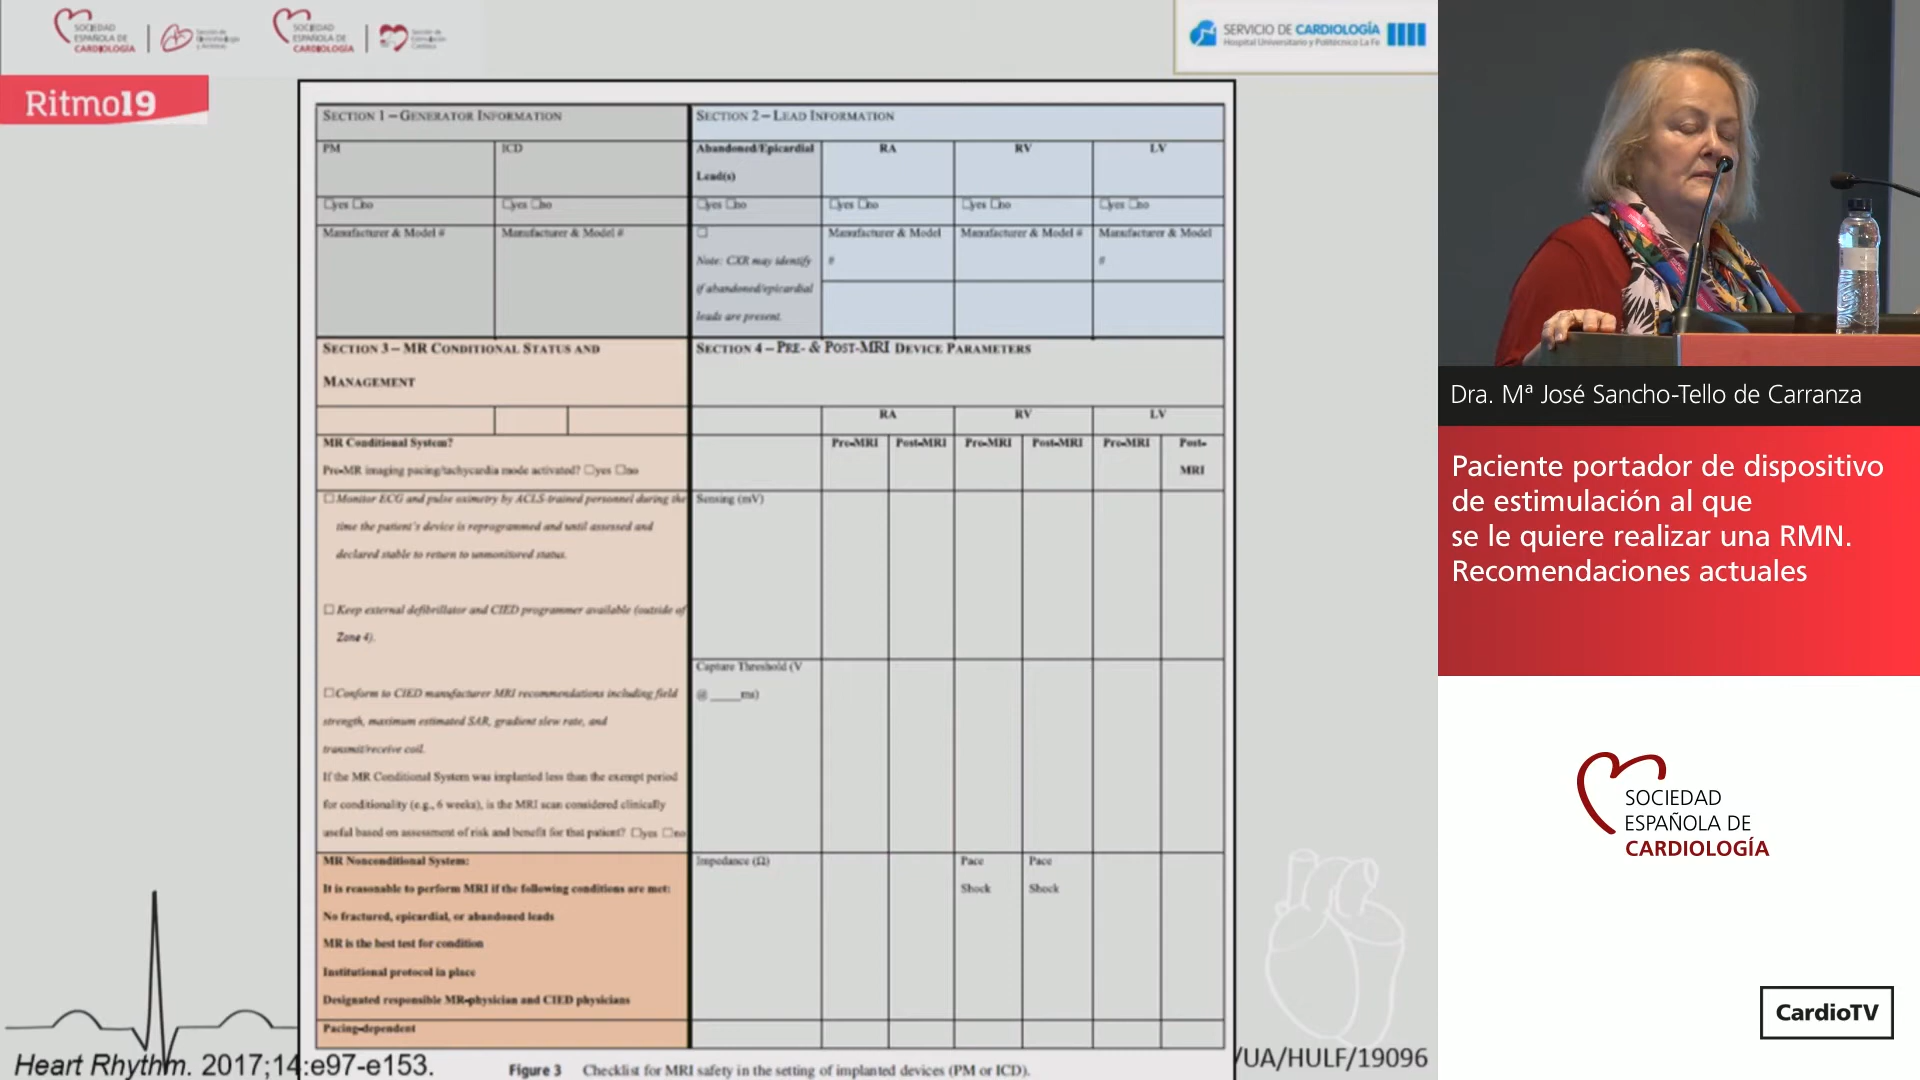 SOCIEDAD
ESPAÑOLA DE
CARDIOLOGÍA
SOCIEDAD
ESPAÑOLA DE
CARDIOLOGÍA
SERVICIO DE CARDIOLOGÍA
Hospital Universitario y Politécnico La Fe
Ritmo19
SECTION 1 – GENERATOR INFORMATION
PM
ICD
☐yes ☐no
☐yes ☐no
Manufacturer & Model #
Manufacturer & Model #
SECTION 2 – LEAD INFORMATION
Abandoned/Epicardial
Lead(s)
RA
RV
LV
☐yes ☐no
☐yes ☐no
☐yes ☐no
☐yes ☐no
☐
Note: CXR may identify
if abandoned/epicardial
leads are present.
Manufacturer & Model
#
Manufacturer & Model #
Manufacturer & Model
#
SECTION 3 – MR CONDITIONAL STATUS AND
MANAGEMENT
MR Conditional System?
Pre-MR imaging pacing/tachycardia mode activated? ☐yes ☐no
☐ Monitor ECG and pulse oximetry by ACLS-trained personnel during the
time the patient's device is reprogrammed and until assessed and
declared stable to return to unmonitored status.
☐ Keep external defibrillator and CIED programmer available (outside of
Zone 4).
☐ Conform to CIED manufacturer MRI recommendations including field
strength, maximum estimated SAR, gradient slew rate, and
transmit/receive coil.
If the MR Conditional System was implanted less than the exempt period
for conditionality (e.g., 6 weeks), is the MRI scan considered clinically
useful based on assessment of risk and benefit for that patient? ☐yes ☐no
MR Nonconditional System:
It is reasonable to perform MRI if the following conditions are met:
No fractured, epicardial, or abandoned leads
MR is the best test for condition
Institutional protocol in place
Designated responsible MR-physician and CIED physicians
Pacing-dependent
SECTION 4 – PRE- & POST-MRI DEVICE PARAMETERS
RA
RV
LV
Pre-MRI
Post-MRI
Pre-MRI
Post-MRI
Pre-MRI
Post-
MRI
Sensing (mV)
Capture Threshold (V
@ _____ms)
Impedance (Ω)
Pace
Shock
Pace
Shock
Figure 3 Checklist for MRI safety in the setting of implanted devices (PM or ICD).
Heart Rhythm. 2017;14:e97-e153.
/UA/HULF/19096
Dra. Mª José Sancho-Tello de Carranza
Paciente portador de dispositivo
de estimulación al que
se le quiere realizar una RMN.
Recomendaciones actuales
SOCIEDAD
ESPAÑOLA DE
CARDIOLOGÍA
CardioTV